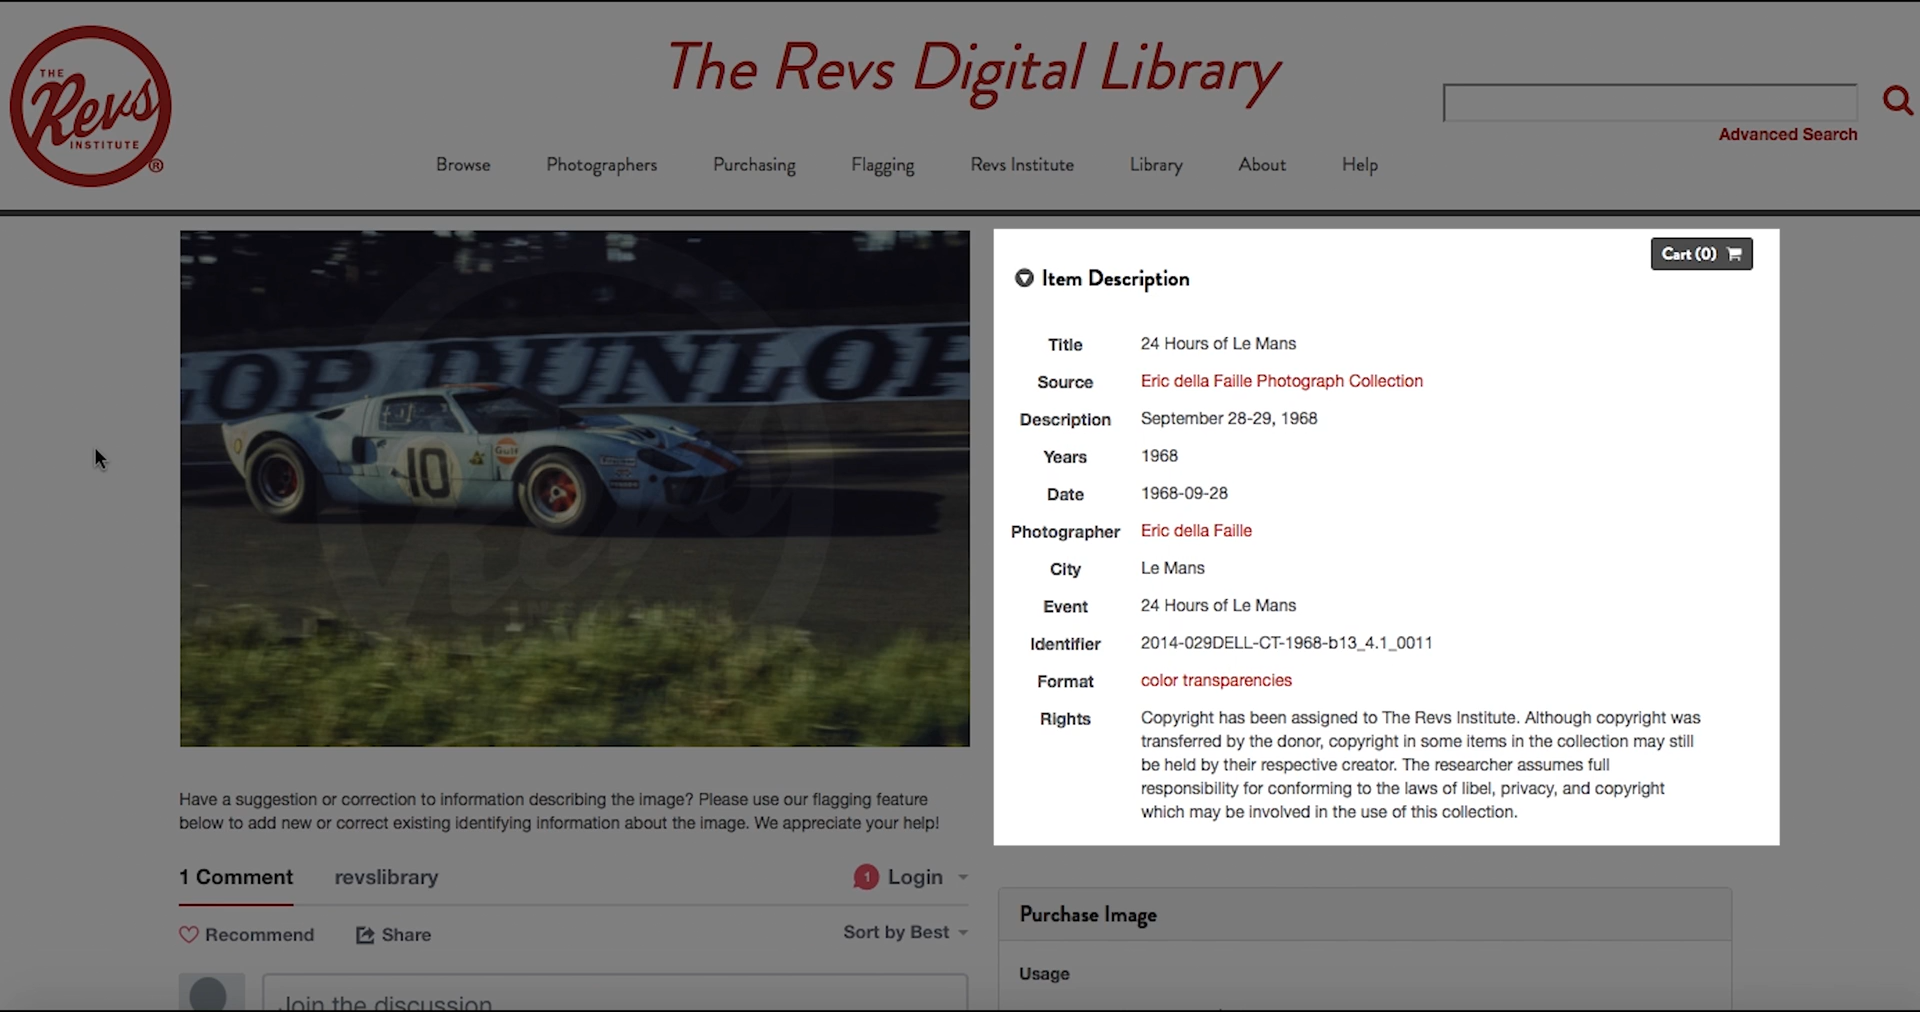 THE
Revs
INSTITUTE
®
The Revs Digital Library
Advanced Search
Browse Photographers Purchasing Flagging Revs Institute Library About Help
OP DUNLOP
10
Gulf
Cart (0)
Item Description
Title 24 Hours of Le Mans
Source Eric della Faille Photograph Collection
Description September 28-29, 1968
Years 1968
Date 1968-09-28
Photographer Eric della Faille
City Le Mans
Event 24 Hours of Le Mans
Identifier 2014-029DELL-CT-1968-b13_4.1_0011
Format color transparencies
Rights Copyright has been assigned to The Revs Institute. Although copyright was
transferred by the donor, copyright in some items in the collection may still
be held by their respective creator. The researcher assumes full
responsibility for conforming to the laws of libel, privacy, and copyright
which may be involved in the use of this collection.
Have a suggestion or correction to information describing the image? Please use our flagging feature
below to add new or correct existing identifying information about the image. We appreciate your help!
1 Comment revslibrary 1 Login
Recommend Share Sort by Best
Join the discussion
Purchase Image
Usage